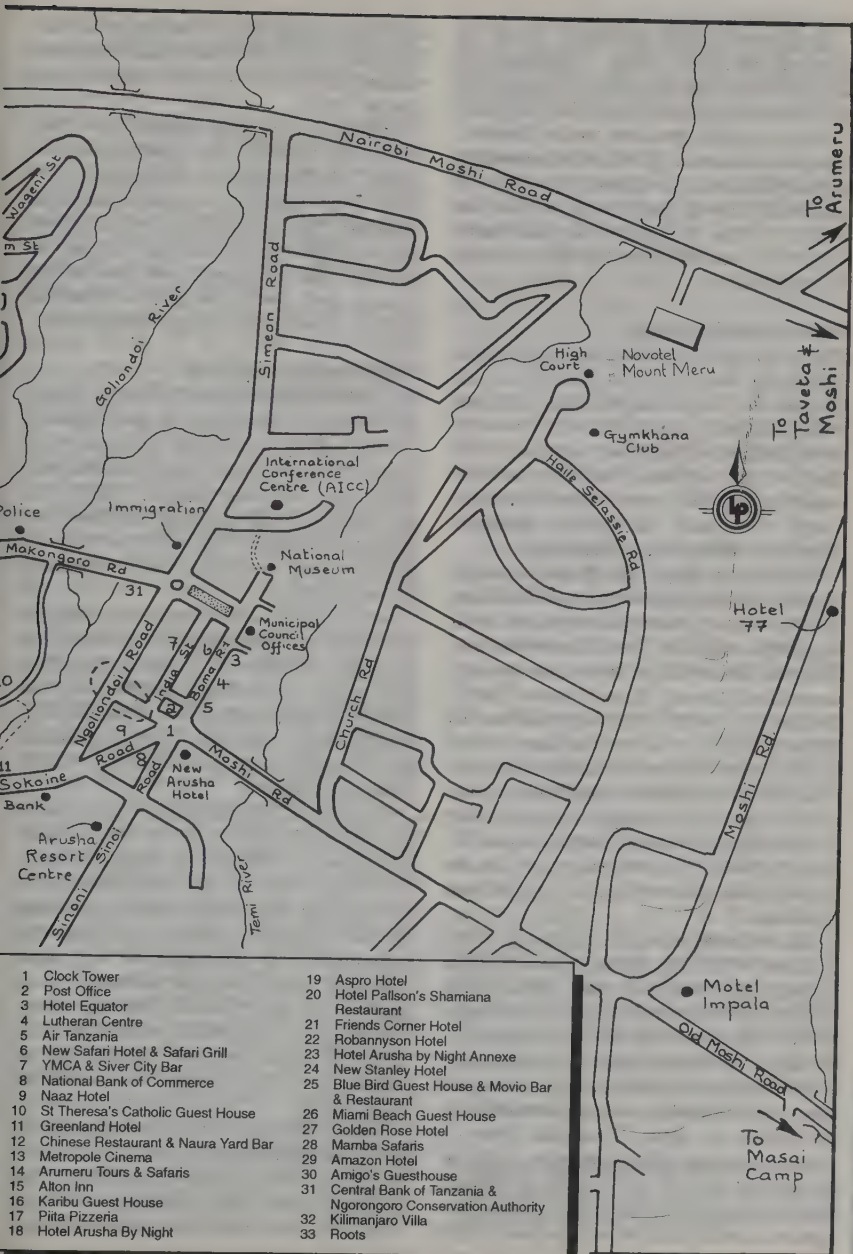 Nairobi Moshi Road
To
Arumeru
Wageni St
m St
Goliondoi River
Simeon Road
High
Court
Novotel
Mount Meru
To
Taveta &
Moshi
Gymkhana
Club
International
Conference
Centre (AICC)
Haile Selassie Rd
LP
Police
Immigration
Makongoro Rd
National
Museum
31
Hotel
77
Municipal
Council
Offices
7
India St
6
Boma Rd
3
4
Ngoliondoi Road
10
2
5
Church Rd
9
1
Moshi Rd
Moshi Rd
11
Sokoine
Road
8
Road
New
Arusha
Hotel
Bank
Arusha
Resort
Centre
Sinoni
Sinoi
Temi River
Motel
Impala
Old Moshi Road
To
Masai
Camp
1 Clock Tower
2 Post Office
3 Hotel Equator
4 Lutheran Centre
5 Air Tanzania
6 New Safari Hotel & Safari Grill
7 YMCA & Siver City Bar
8 National Bank of Commerce
9 Naaz Hotel
10 St Theresa's Catholic Guest House
11 Greenland Hotel
12 Chinese Restaurant & Naura Yard Bar
13 Metropole Cinema
14 Arumeru Tours & Safaris
15 Alton Inn
16 Karibu Guest House
17 Piita Pizzeria
18 Hotel Arusha By Night
19 Aspro Hotel
20 Hotel Pallson's Shamiana
Restaurant
21 Friends Corner Hotel
22 Robannyson Hotel
23 Hotel Arusha by Night Annexe
24 New Stanley Hotel
25 Blue Bird Guest House & Movio Bar
& Restaurant
26 Miami Beach Guest House
27 Golden Rose Hotel
28 Mamba Safaris
29 Amazon Hotel
30 Amigo's Guesthouse
31 Central Bank of Tanzania &
Ngorongoro Conservation Authority
32 Kilimanjaro Villa
33 Roots